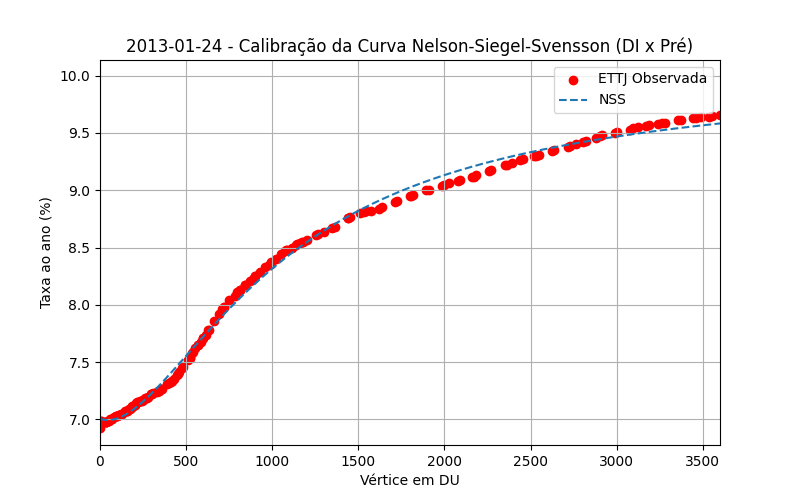 2013-01-24 - Calibração da Curva Nelson-Siegel-Svensson (DI x Pré)
ETTJ Observada
NSS
Taxa ao ano (%)
10.0
9.5
9.0
8.5
8.0
7.5
7.0
0 500 1000 1500 2000 2500 3000 3500
Vértice em DU